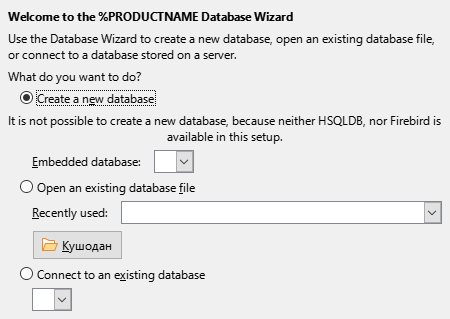 Welcome to the %PRODUCTNAME Database Wizard
Use the Database Wizard to create a new database, open an existing database file,
or connect to a database stored on a server.
What do you want to do?
Create a new database
It is not possible to create a new database, because neither HSQLDB, nor Firebird is
available in this setup.
Embedded database:
Open an existing database file
Recently used:
Кушодан
Connect to an existing database